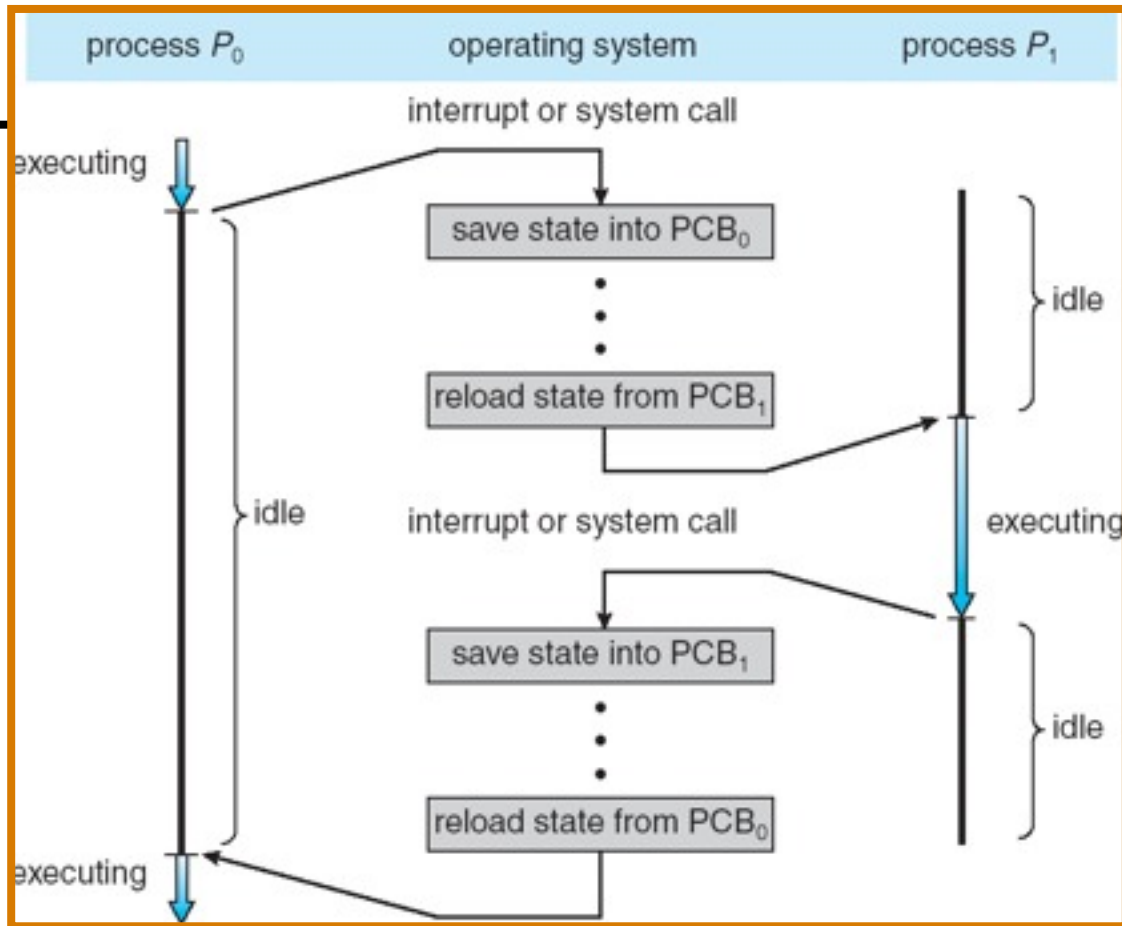 process P₀ operating system process P₁
interrupt or system call
executing
save state into PCB₀
idle
reload state from PCB₁
idle
interrupt or system call
executing
save state into PCB₁
idle
reload state from PCB₀
executing